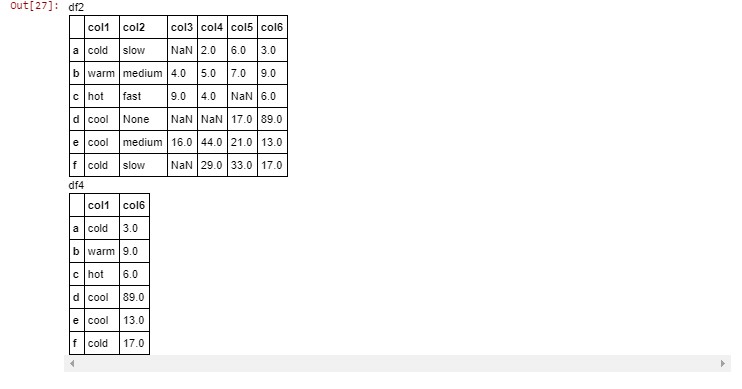 Out[27]: df2
col1 col2 col3 col4 col5 col6
a cold slow NaN 2.0 6.0 3.0
b warm medium 4.0 5.0 7.0 9.0
c hot fast 9.0 4.0 NaN 6.0
d cool None NaN NaN 17.0 89.0
e cool medium 16.0 44.0 21.0 13.0
f cold slow NaN 29.0 33.0 17.0
df4
col1 col6
a cold 3.0
b warm 9.0
c hot 6.0
d cool 89.0
e cool 13.0
f cold 17.0